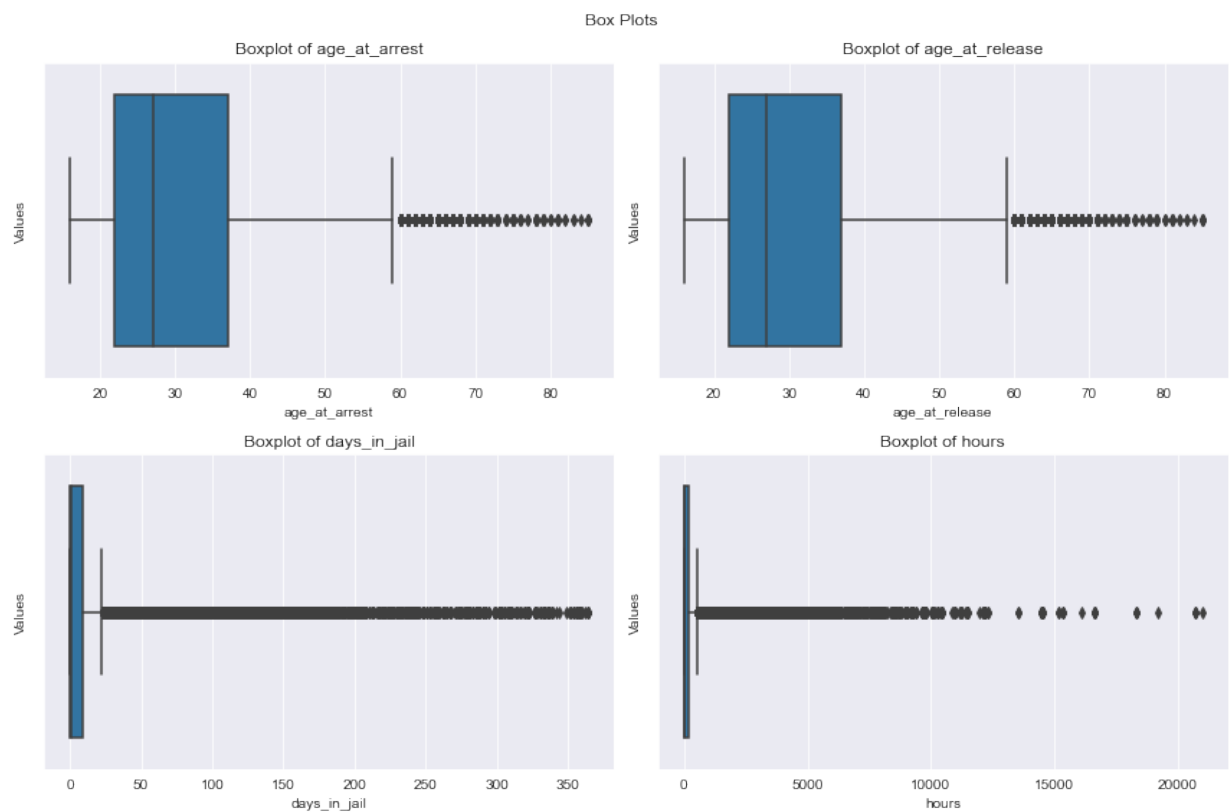 Box Plots
Boxplot of age_at_arrest
Values
20 30 40 50 60 70 80
age_at_arrest
Boxplot of age_at_release
Values
20 30 40 50 60 70 80
age_at_release
Boxplot of days_in_jail
Values
0 50 100 150 200 250 300 350
days_in_jail
Boxplot of hours
Values
0 5000 10000 15000 20000
hours